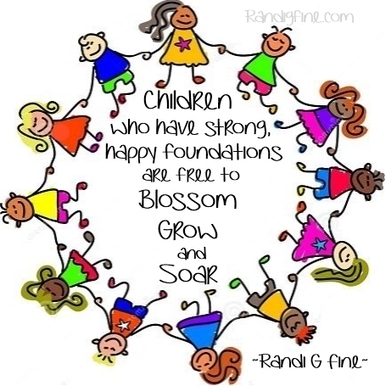 Randigfine.com
Children
who have strong,
happy foundations
are free to
Blossom
Grow
and
Soar
~Randi G Fine~